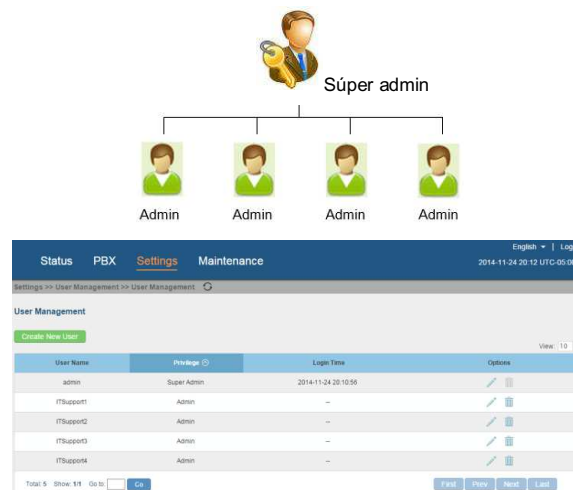 Súper admin
Admin Admin Admin Admin
English | Log
Status PBX Settings Maintenance
2014-11-24 20:12 UTC-05:00
Settings >> User Management >> User Management
User Management
Create New User
View: 10
User Name Privilege Login Time Options
admin Super Admin 2014-11-24 20:10:56
ITSupport1 Admin --
ITSupport2 Admin --
ITSupport3 Admin --
ITSupport4 Admin --
Total: 5 Show: 1/1 Go to: Go First Prev Next Last